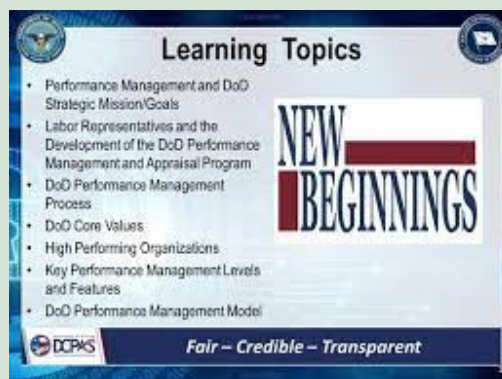 Learning Topics
• Performance Management and DoD
Strategic Mission/Goals
• Labor Representatives and the
Development of the DoD Performance
Management and Appraisal Program
• DoD Performance Management
Process
• DoD Core Values
• High Performing Organizations
• Key Performance Management Levels
and Features
• DoD Performance Management Model
NEW
BEGINNINGS
DCPAS
Fair – Credible – Transparent